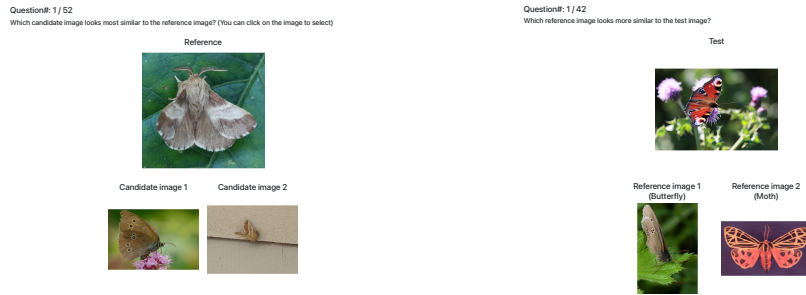 Question#: 1 / 52
Which candidate image looks most similar to the reference image? (You can click on the image to select)
Reference
Candidate image 1
Candidate image 2
Question#: 1 / 42
Which reference image looks more similar to the test image?
Test
Reference image 1
(Butterfly)
Reference image 2
(Moth)